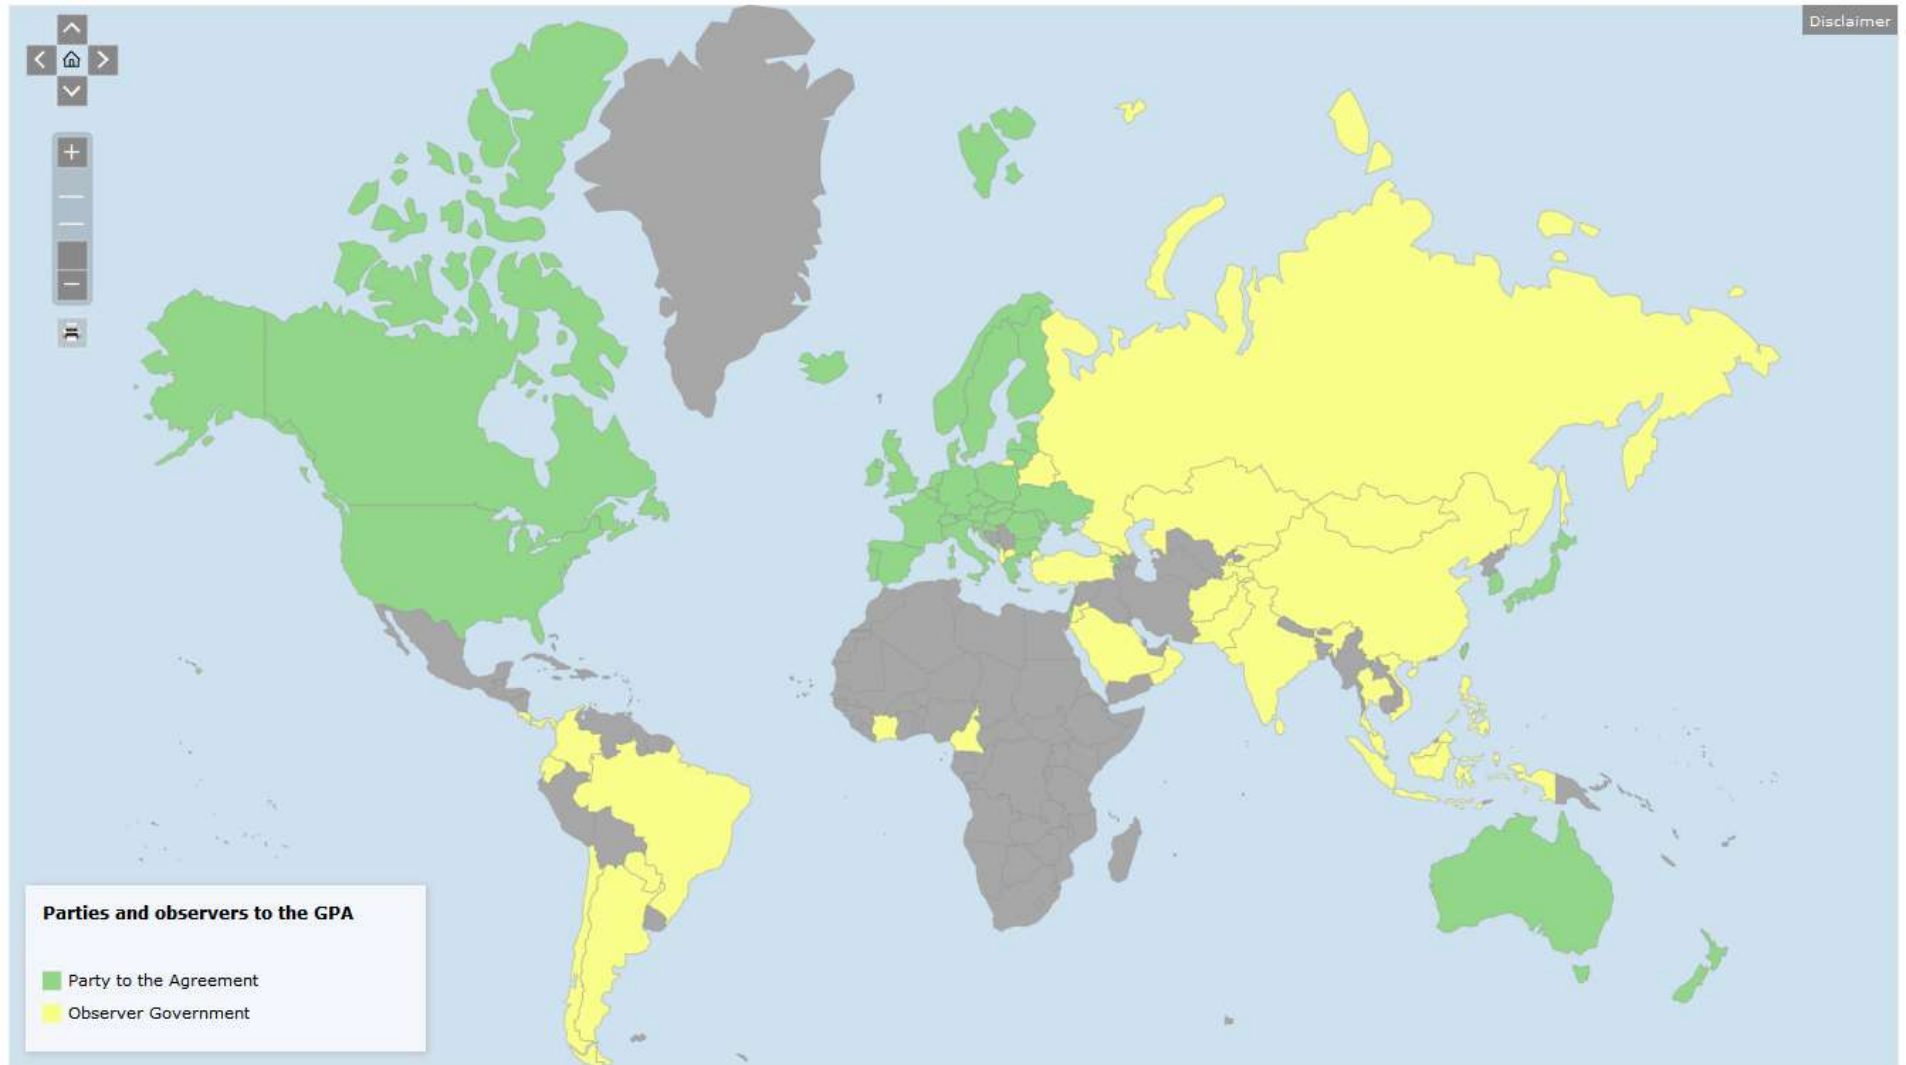 Disclaimer
Parties and observers to the GPA
Party to the Agreement
Observer Government